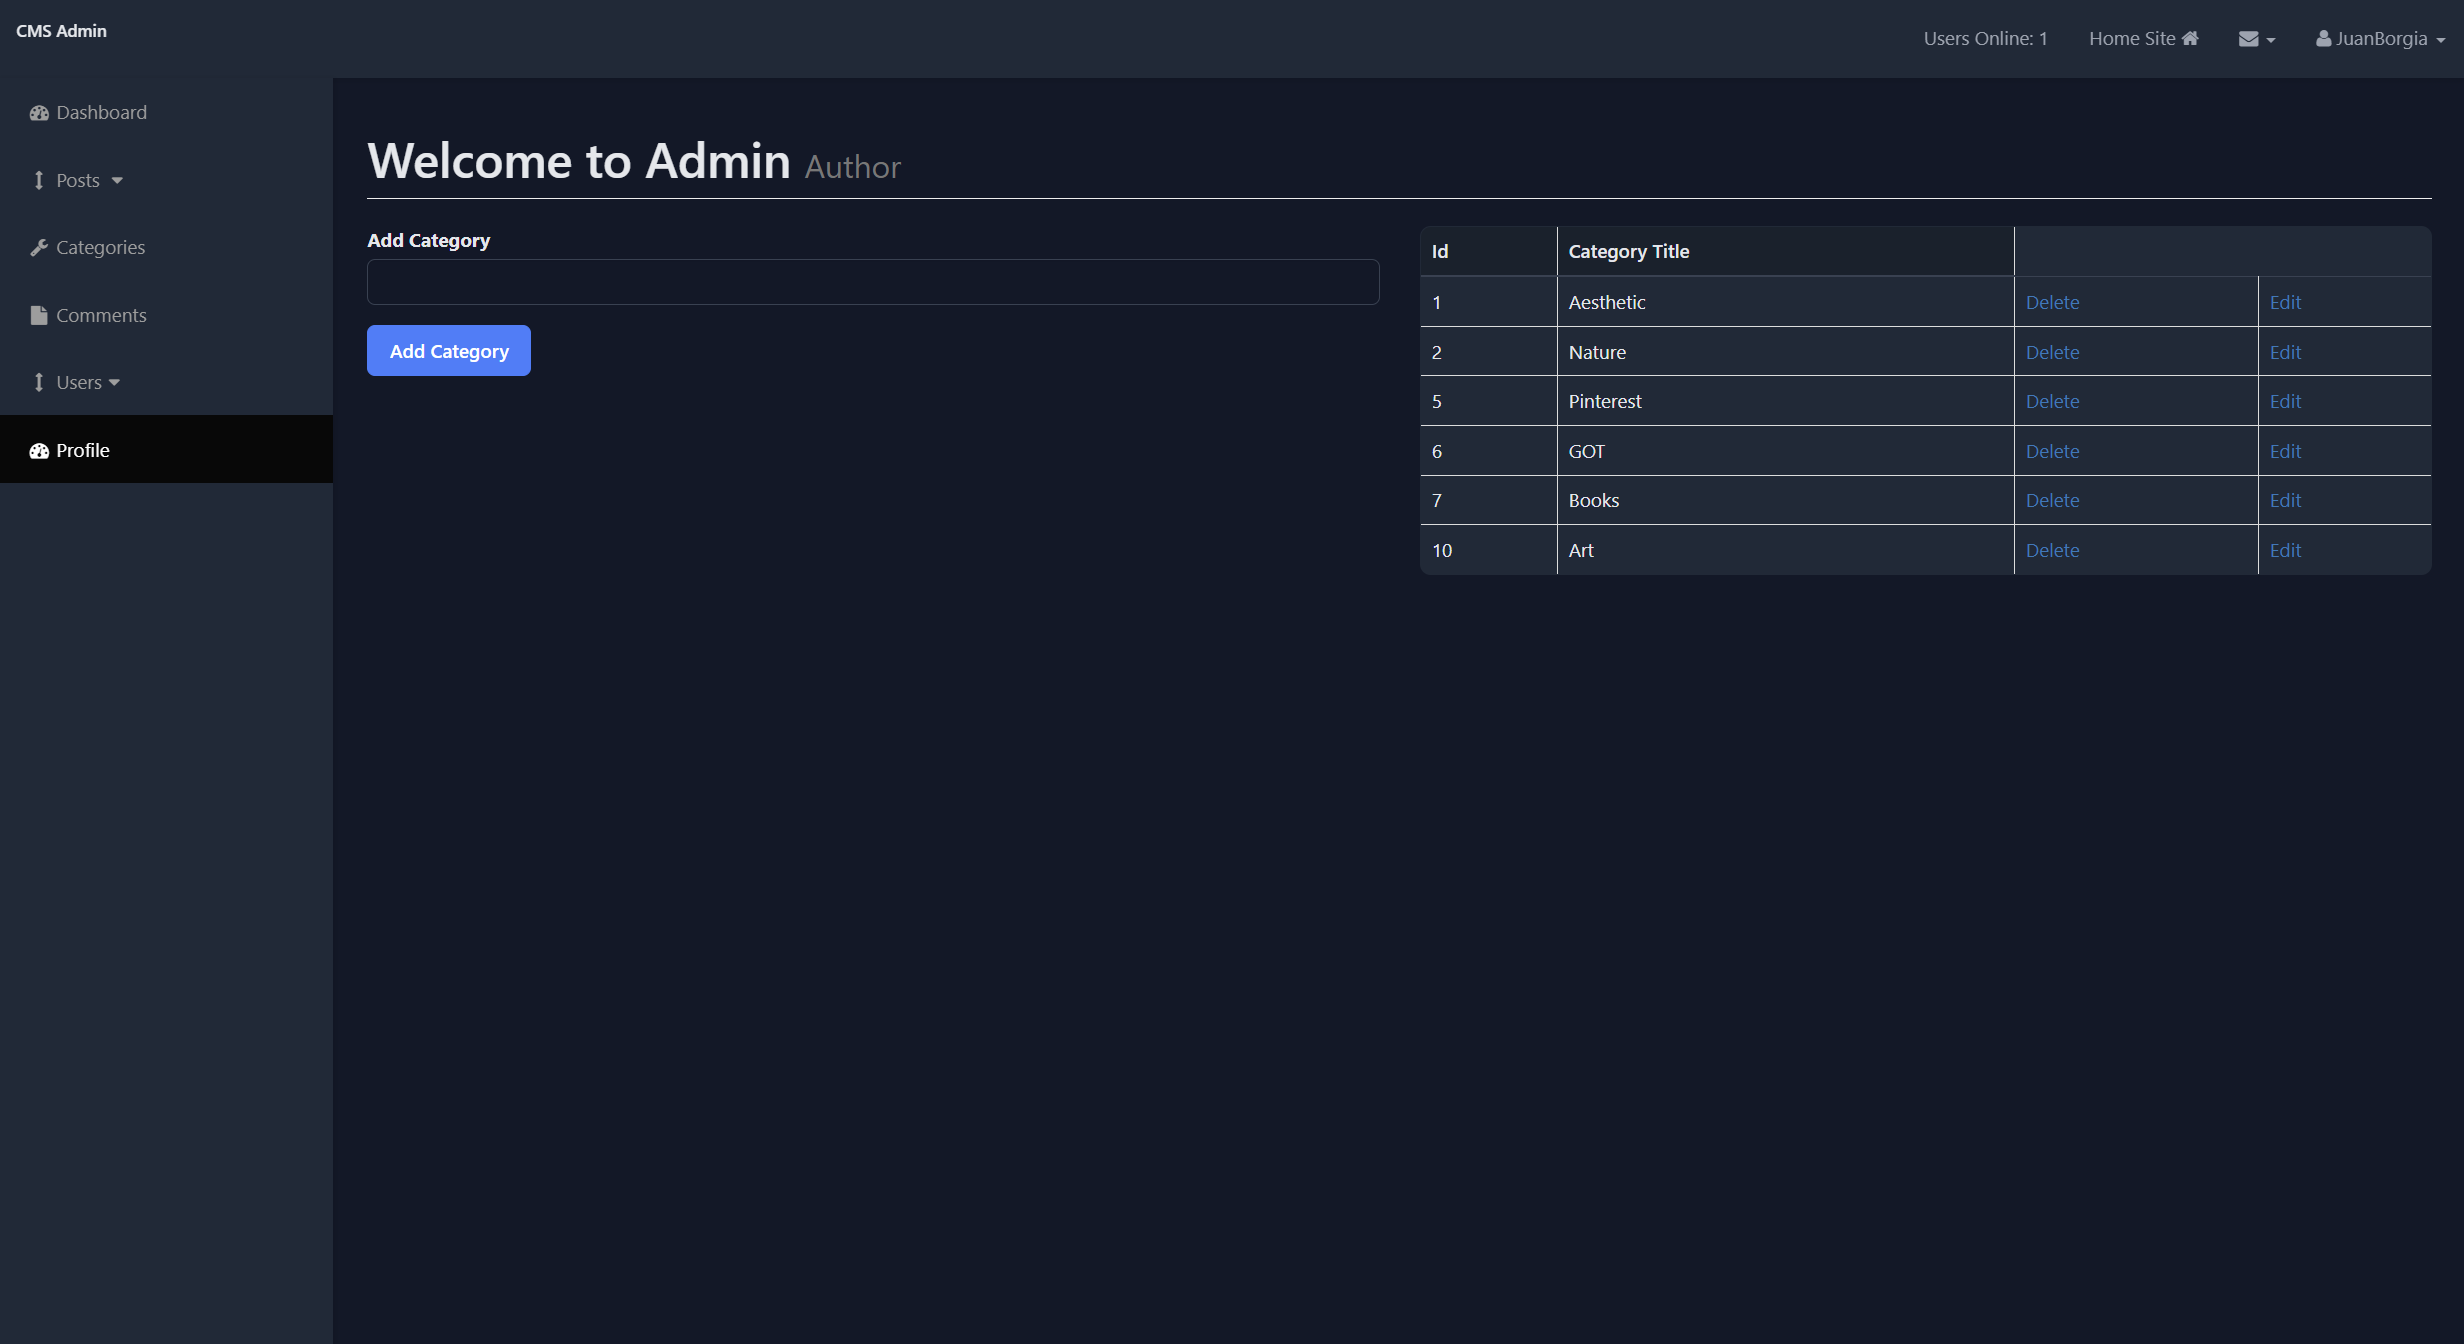 CMS Admin
Users Online: 1 Home Site JuanBorgia
Dashboard
Posts
Categories
Comments
Users
Profile
Welcome to Admin Author
Add Category
Add Category
Id Category Title
1 Aesthetic Delete Edit
2 Nature Delete Edit
5 Pinterest Delete Edit
6 GOT Delete Edit
7 Books Delete Edit
10 Art Delete Edit